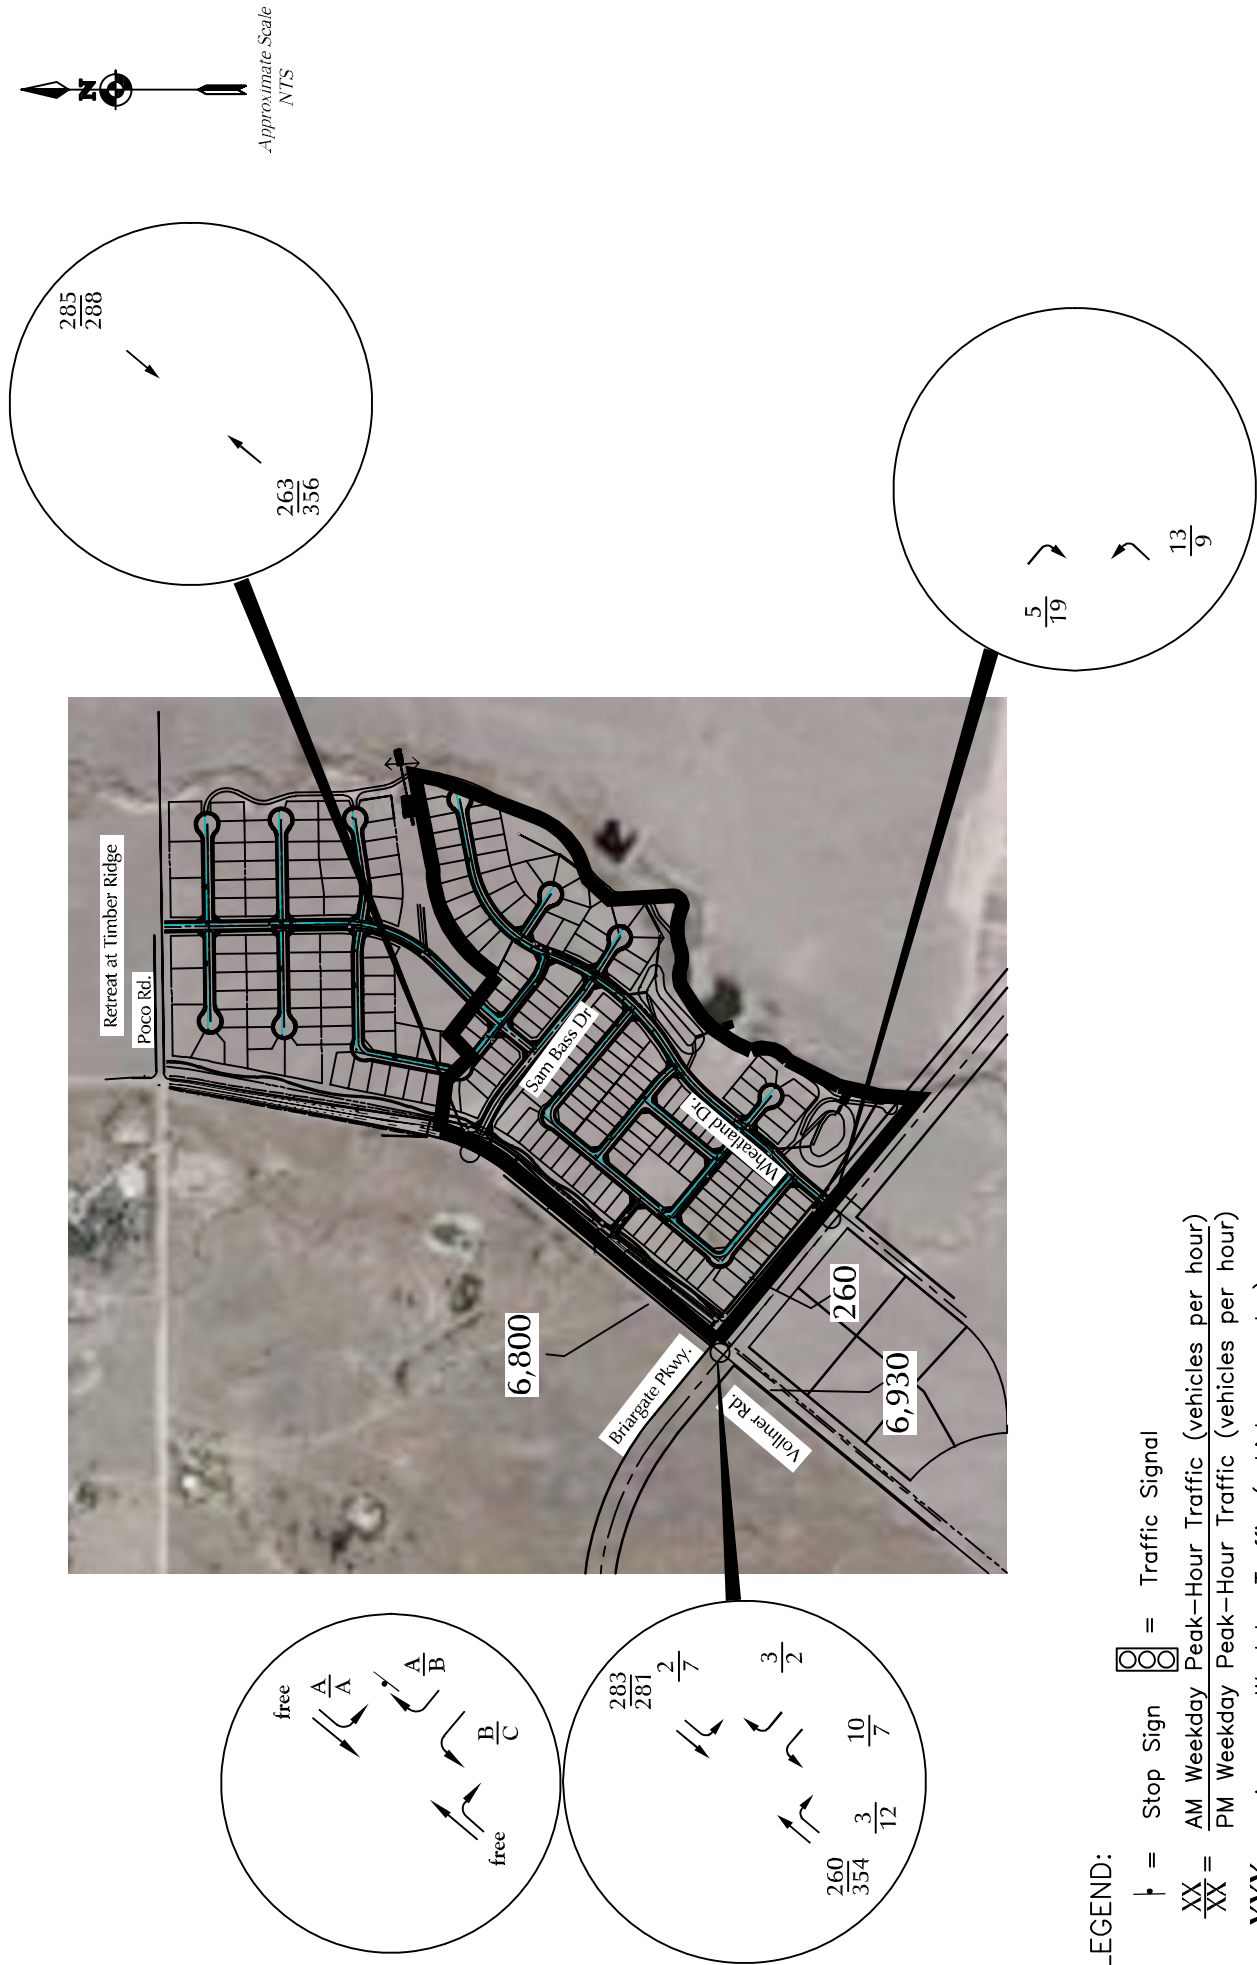 N
Approximate Scale
NTS
285
288
263
356
5
19
13
9
Retreat at Timber Ridge
Poco Rd.
Sam Bass Dr
Wheatland Dr.
6,800
260
6,930
Briargate Pkwy.
Vollmer Rd.
free
A
A
A
B
B
C
free
283
281
2
7
3
2
10
7
3
12
260
354
LEGEND:
= Stop Sign
= Traffic Signal
XX
XX
= AM Weekday Peak-Hour Traffic (vehicles per hour)
PM Weekday Peak-Hour Traffic (vehicles per hour)